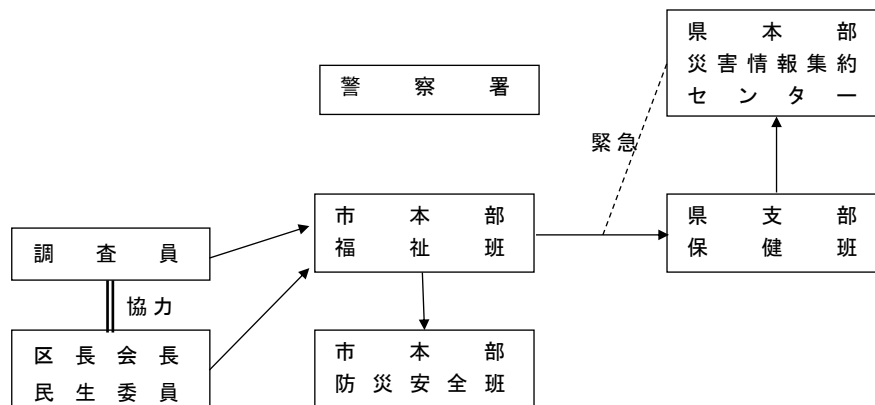 県本部
災害情報集約
センター
警察署
緊急
市本部
福祉班
県支部
保健班
調査員
協力
区長会長
民生委員
市本部
防災安全班